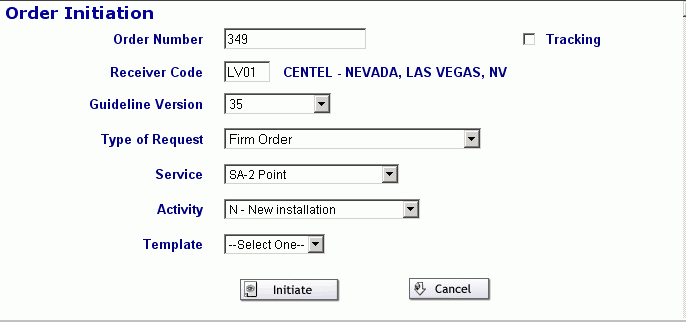 Order Initiation
Order Number 349 Tracking
Receiver Code LV01 CENTEL - NEVADA, LAS VEGAS, NV
Guideline Version 35
Type of Request Firm Order
Service SA-2 Point
Activity N - New installation
Template --Select One--
Initiate Cancel